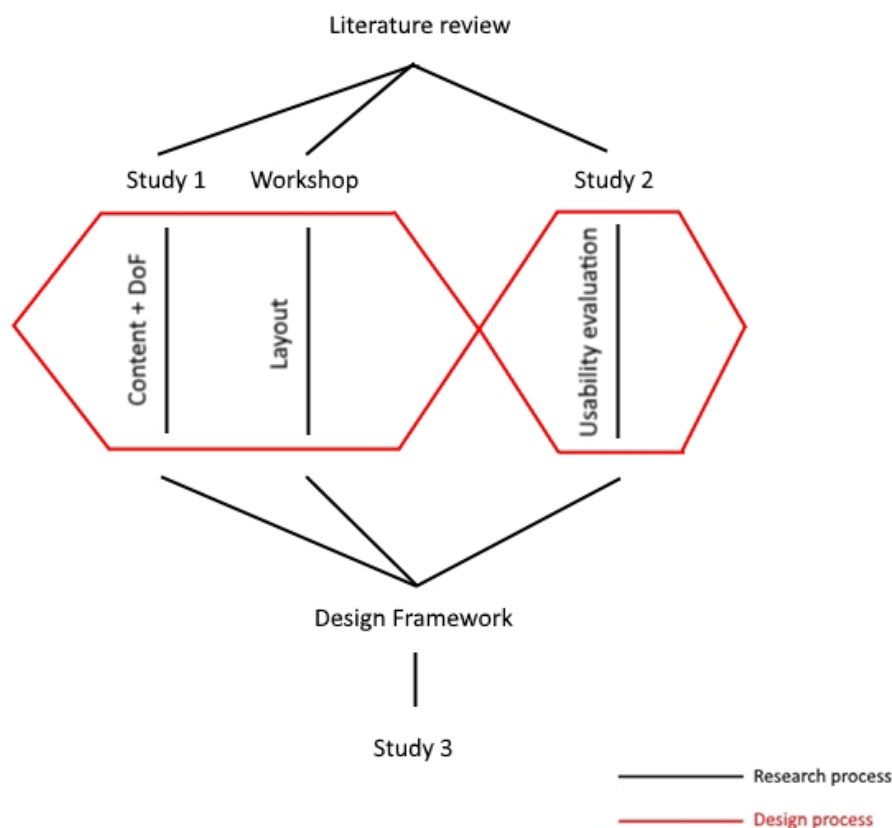 Literature review
Study 1
Workshop
Study 2
Content + DoF
Layout
Usability evaluation
Design Framework
Study 3
Research process
Design process